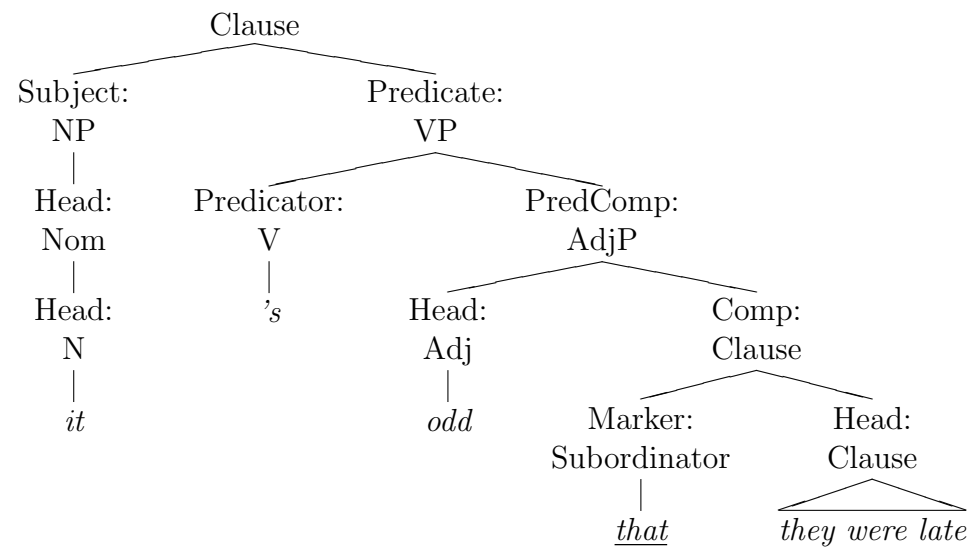 Clause
Subject: Predicate:
NP VP
Head: Predicator: PredComp:
Nom V AdjP
Head: 's Head: Comp:
N Adj Clause
it odd Marker: Head:
Subordinator Clause
that they were late